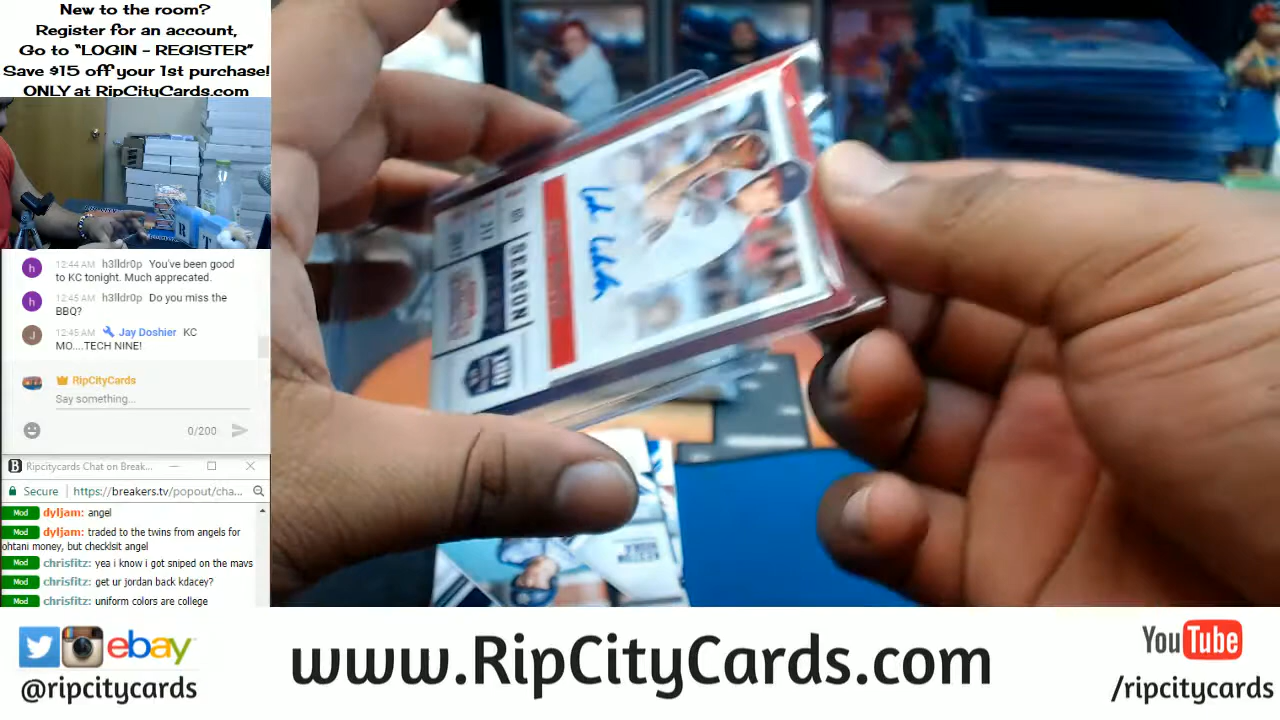 New to the room?
Register for an account,
Go to “LOGIN - REGISTER”
Save $15 off your 1st purchase!
ONLY at RipCityCards.com
12:44 AM h3lldr0p You've been good
to KC tonight. Much apprecated.
12:45 AM h3lldr0p Do you miss the
BBQ?
12:45 AM Jay Doshier KC
MO....TECH NINE!
RipCityCards
Say something...
0/200
Ripcitycards Chat on Break...
Secure https://breakers.tv/popout/cha...
Mod dyljam: angel
Mod dyljam: traded to the twins from angels for
ohtani money, but checklsit angel
Mod chrisfitz: yea i know i got sniped on the mavs
Mod chrisfitz: get ur jordan back kdacey?
Mod chrisfitz: uniform colors are college
SEASON
ebay
@ripcitycards
www.RipCityCards.com
YouTube
/ripcitycards